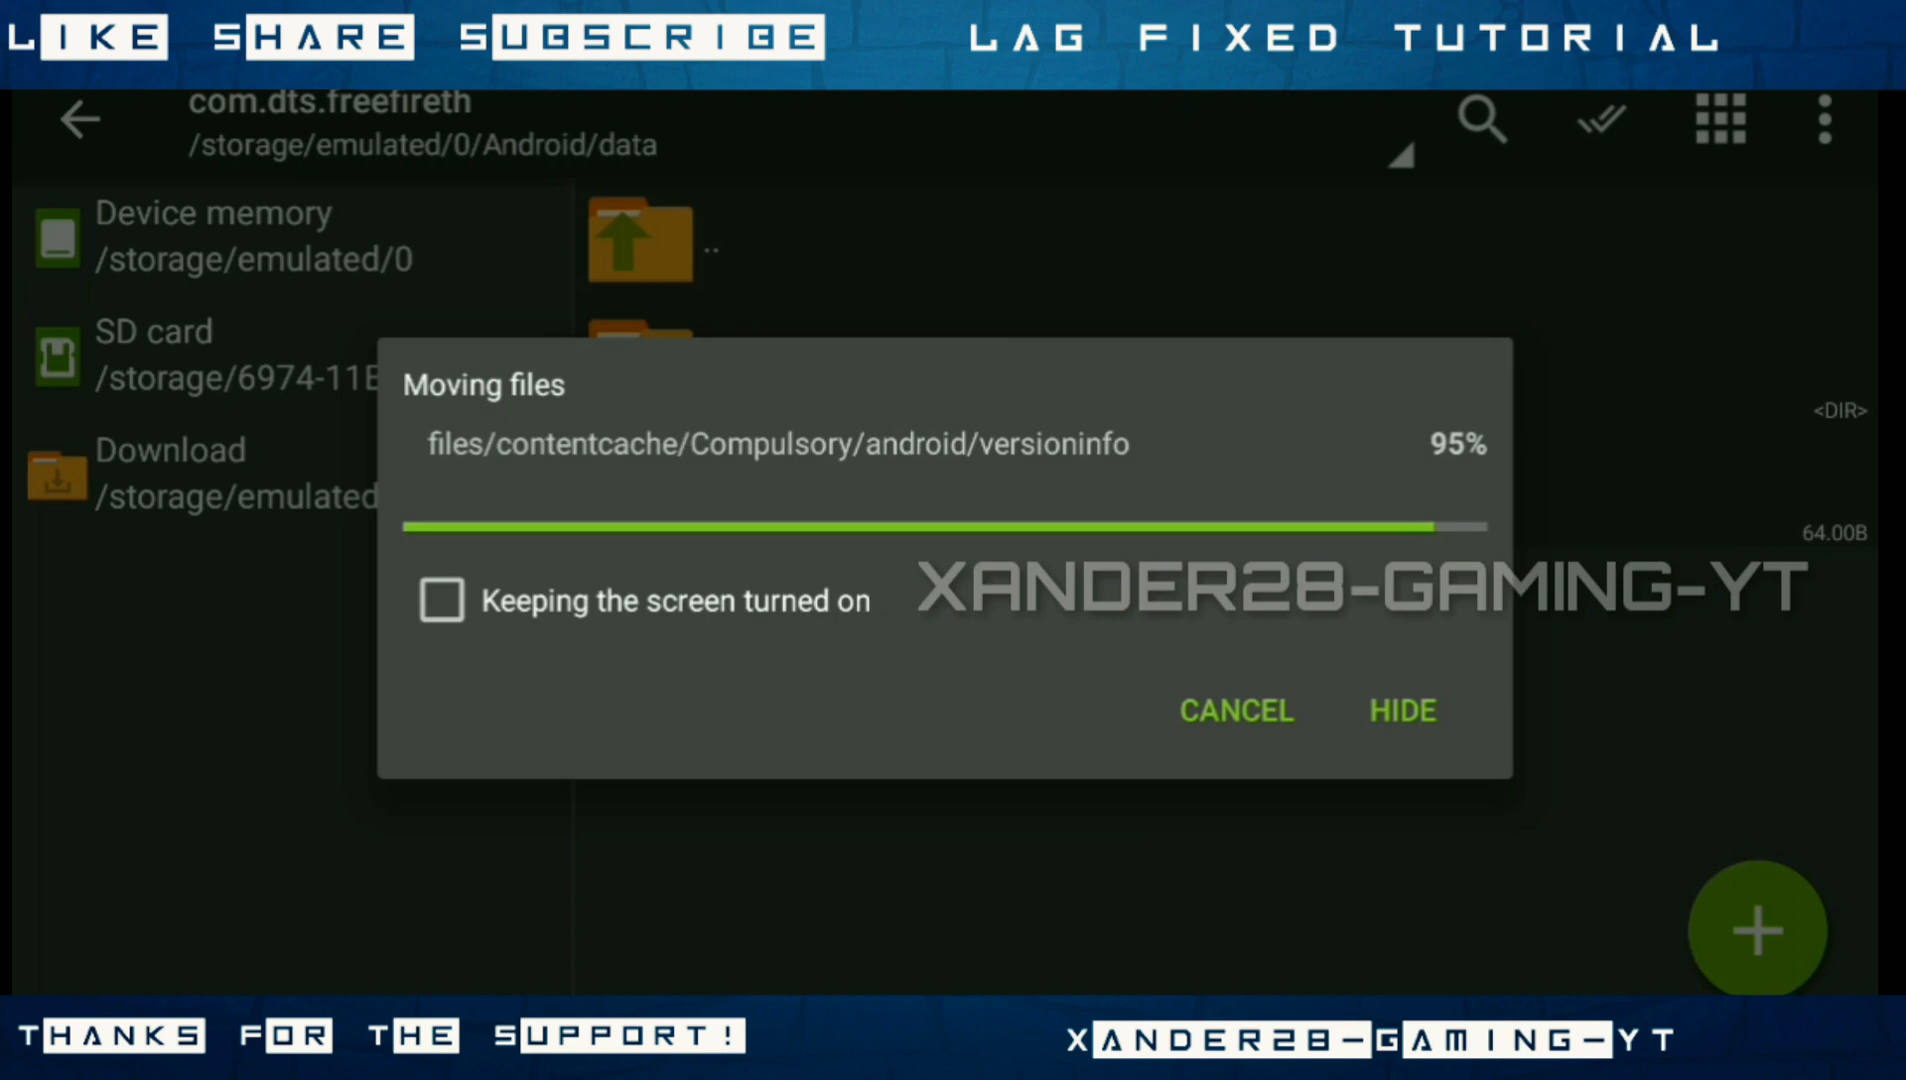 LIKE SHARE SUBSCRIBE
LAG FIXED TUTORIAL
com.dts.freefireth
/storage/emulated/0/Android/data
Device memory
/storage/emulated/0
..
SD card
/storage/6974-11E
<DIR>
Download
/storage/emulated
64.00B
Moving files
files/contentcache/Compulsory/android/versioninfo
95%
Keeping the screen turned on
XANDER28-GAMING-YT
CANCEL
HIDE
THANKS FOR THE SUPPORT!
XANDER28-GAMING-YT